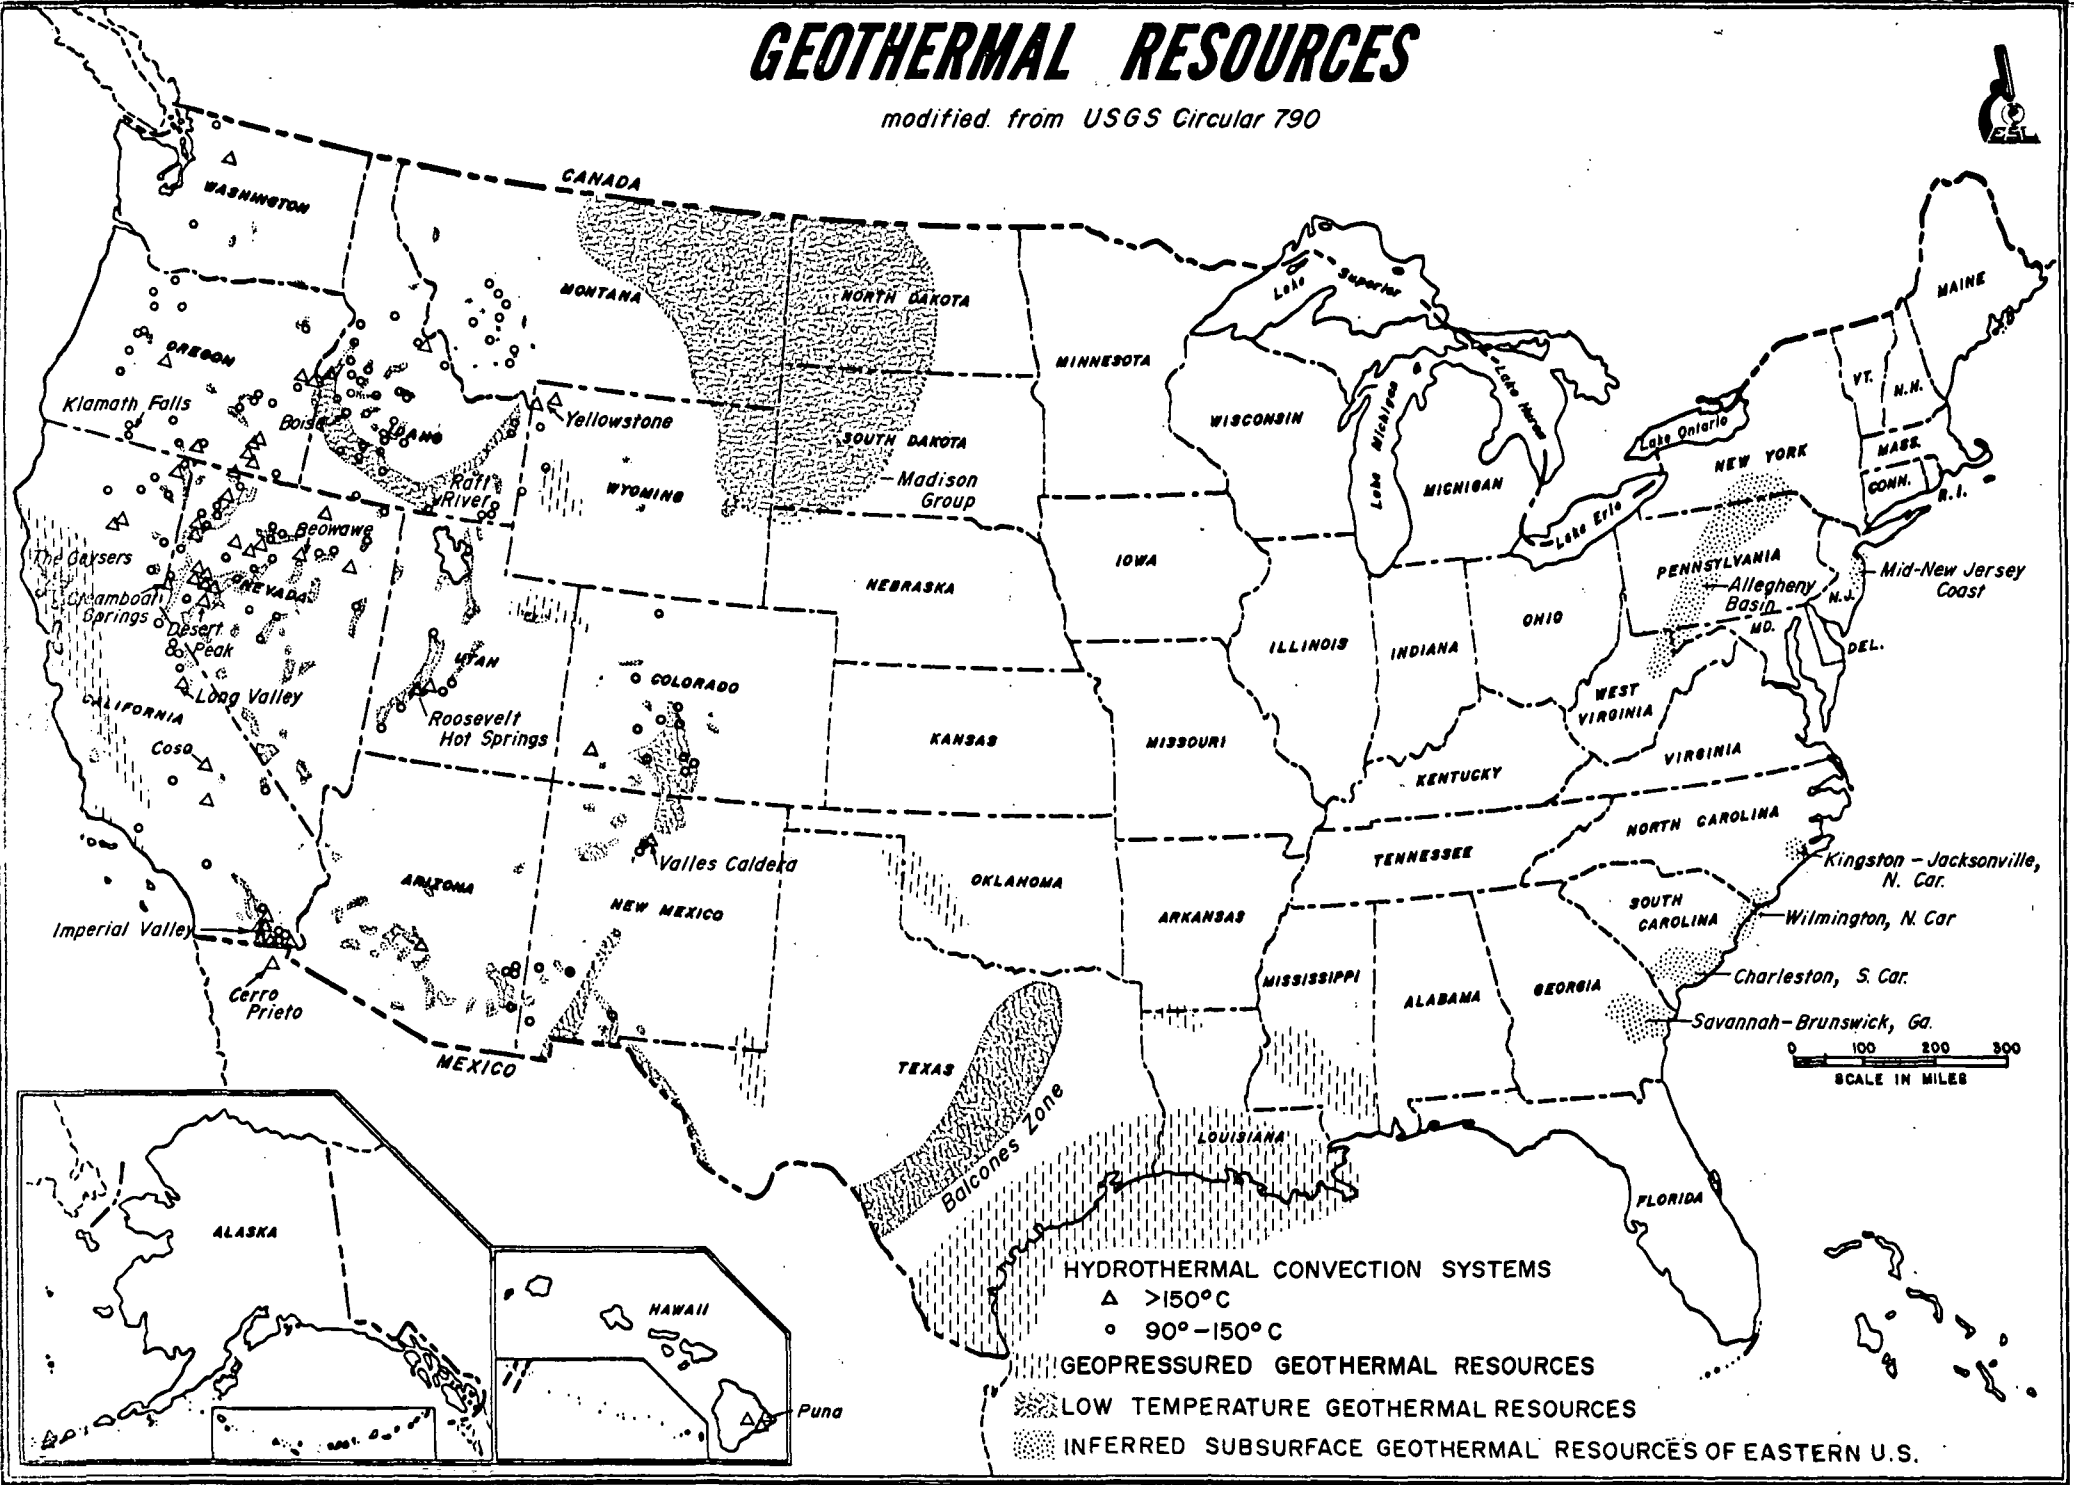 GEOTHERMAL RESOURCES
modified from USGS Circular 790
ESL
CANADA
WASHINGTON
MONTANA
NORTH DAKOTA
MINNESOTA
Lake Superior
MAINE
OREGON
Klamath Falls
Boise
IDAHO
Yellowstone
SOUTH DAKOTA
Madison
Group
WISCONSIN
Lake Michigan
Lake Huron
MICHIGAN
Lake Ontario
Lake Erie
NEW YORK
VT.
N.H.
MASS.
CONN.
R.I.
Raft
River
WYOMING
Beowawe
The Geysers
Steamboat
Springs
NEVADA
Desert
Peak
Long Valley
CALIFORNIA
Coso
UTAH
Roosevelt
Hot Springs
COLORADO
NEBRASKA
IOWA
ILLINOIS
INDIANA
OHIO
PENNSYLVANIA
Allegheny
Basin
N.J.
Mid-New Jersey
Coast
MD.
DEL.
WEST
VIRGINIA
VIRGINIA
KANSAS
MISSOURI
KENTUCKY
Valles Caldera
ARIZONA
NEW MEXICO
OKLAHOMA
ARKANSAS
TENNESSEE
NORTH CAROLINA
Kingston - Jacksonville,
N. Car.
SOUTH
CAROLINA
Wilmington, N. Car
Charleston, S. Car.
Savannah-Brunswick, Ga.
Imperial Valley
Cerro
Prieto
MEXICO
TEXAS
Balcones Zone
LOUISIANA
MISSISSIPPI
ALABAMA
GEORGIA
FLORIDA
0 100 200 300
SCALE IN MILES
ALASKA
HAWAII
Puna
HYDROTHERMAL CONVECTION SYSTEMS
>150°C
90°-150°C
GEOPRESSURED GEOTHERMAL RESOURCES
LOW TEMPERATURE GEOTHERMAL RESOURCES
INFERRED SUBSURFACE GEOTHERMAL RESOURCES OF EASTERN U.S.